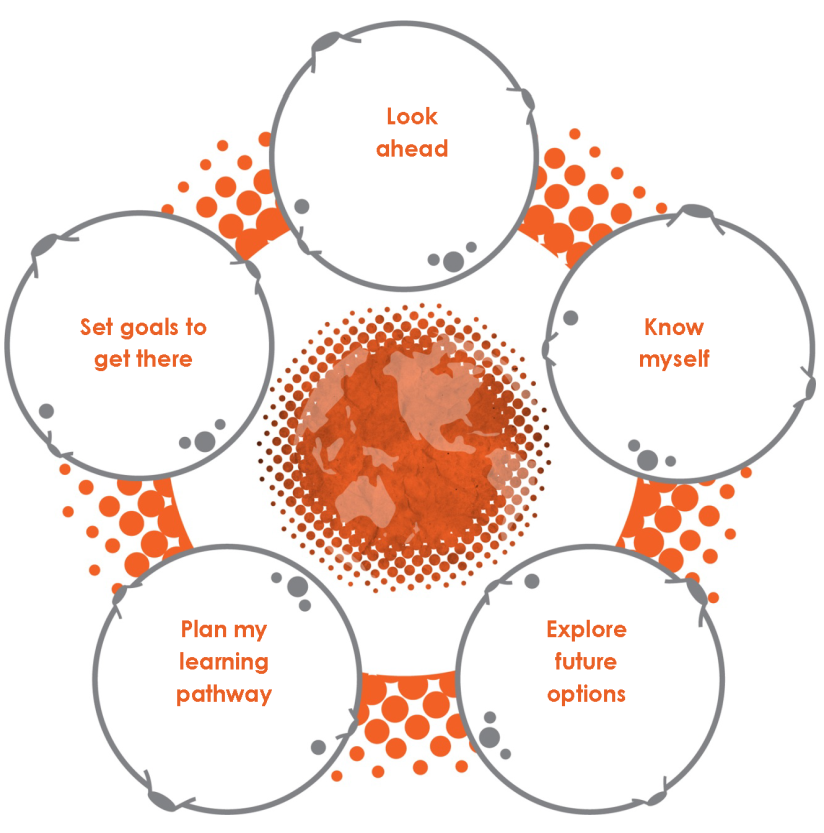 Look
ahead
Know
myself
Explore
future
options
Plan my
learning
pathway
Set goals to
get there